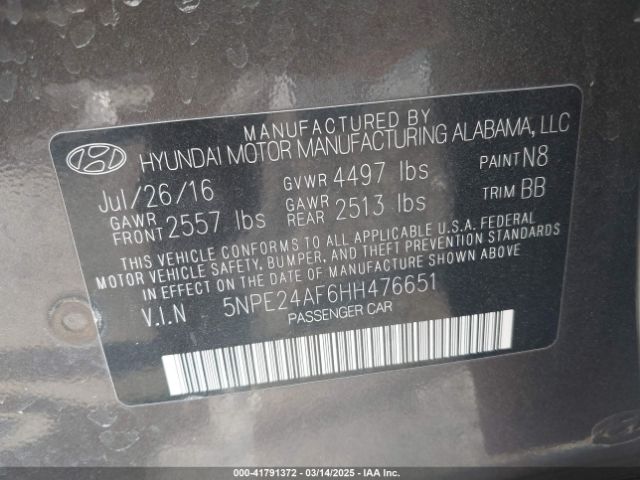 MANUFACTURED BY
HYUNDAI MOTOR MANUFACTURING ALABAMA, LLC
Jul/26/16 GVWR 4497 lbs PAINT N8
GAWR FRONT 2557 lbs GAWR REAR 2513 lbs TRIM BB
THIS VEHICLE CONFORMS TO ALL APPLICABLE U.S.A. FEDERAL
MOTOR VEHICLE SAFETY, BUMPER, AND THEFT PREVENTION
STANDARDS IN EFFECT ON THE DATE OF MANUFACTURE SHOWN ABOVE.
V.I.N 5NPE24AF6HH476651
PASSENGER CAR
000-41791372 - 03/14/2025 - IAA Inc.